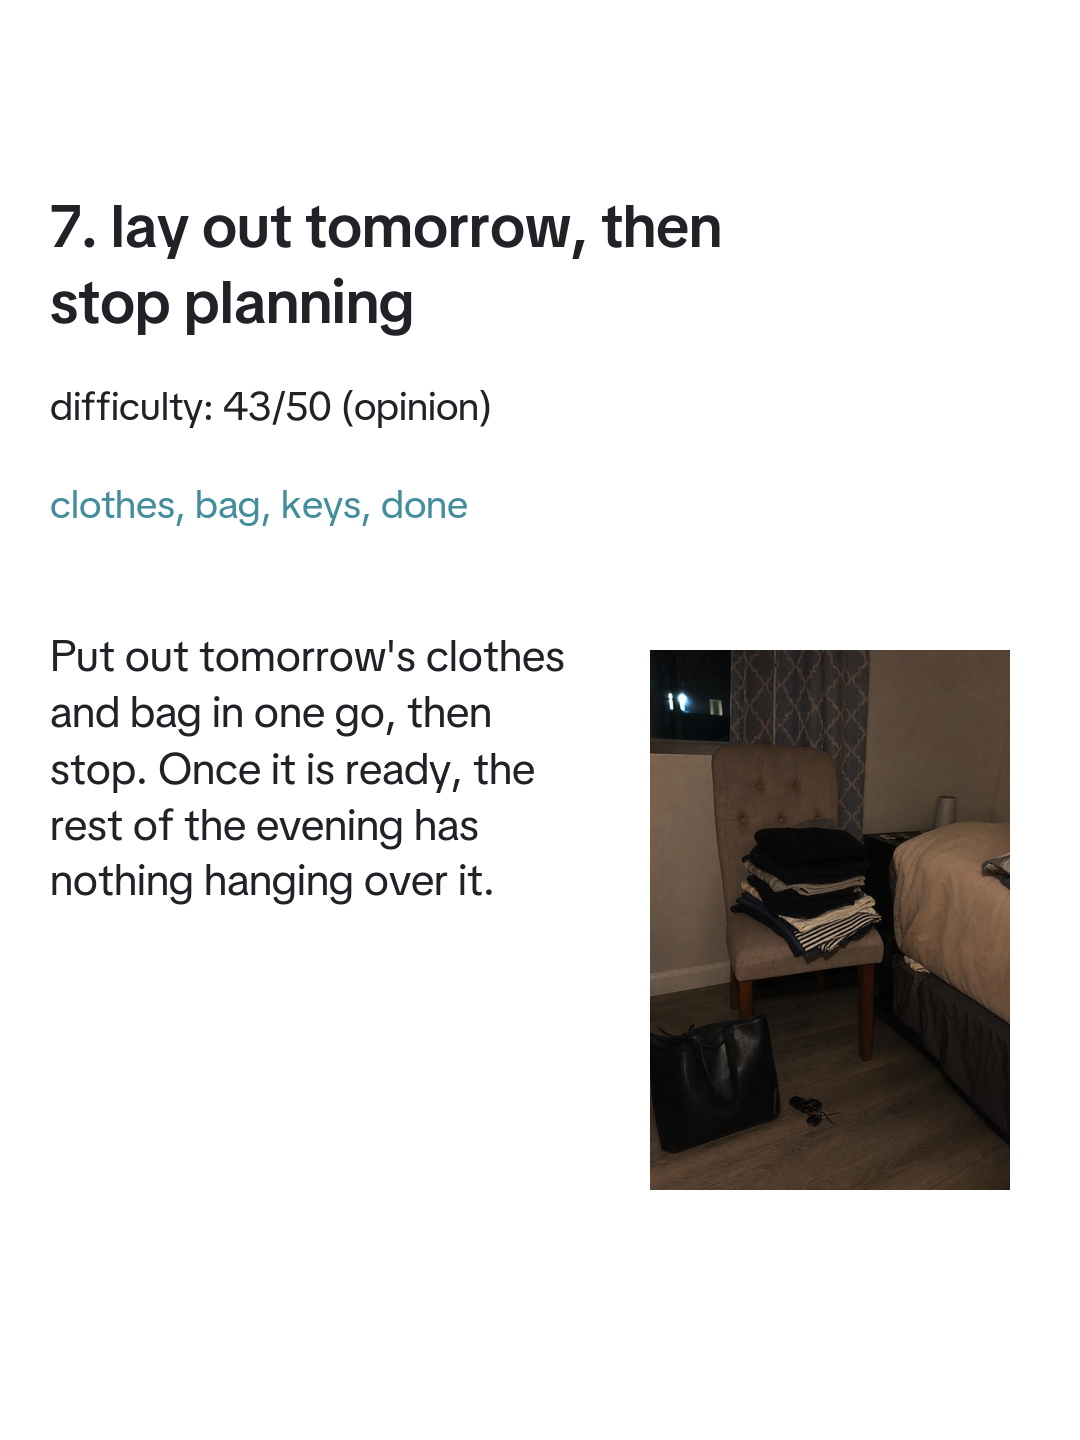 7. lay out tomorrow, then
stop planning
difficulty: 43/50 (opinion)
clothes, bag, keys, done
Put out tomorrow's clothes
and bag in one go, then
stop. Once it is ready, the
rest of the evening has
nothing hanging over it.